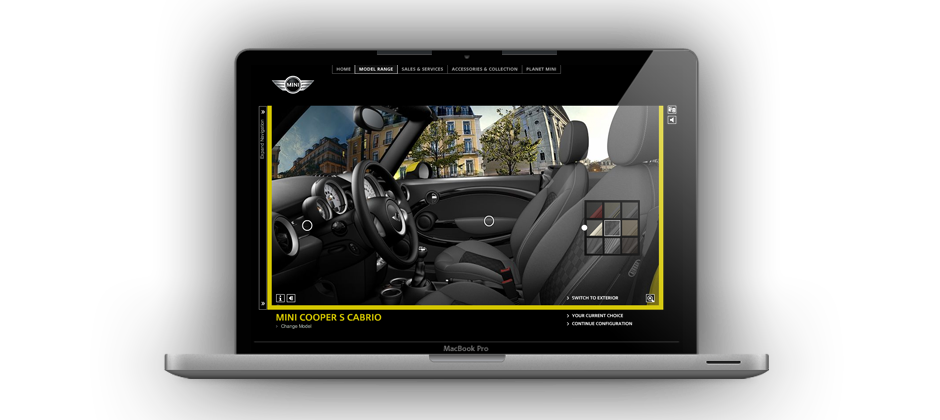 HOME MODEL RANGE SALES & SERVICES ACCESSORIES & COLLECTION PLANET MINI
MINI
Expand Navigation
SWITCH TO EXTERIOR
MINI COOPER S CABRIO
Change Model
YOUR CURRENT CHOICE
CONTINUE CONFIGURATION
MacBook Pro